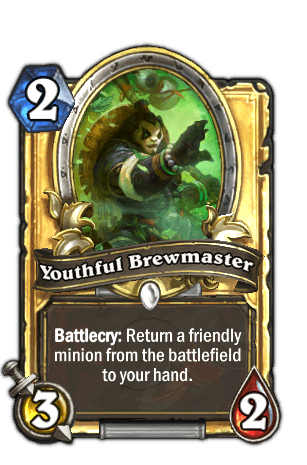 2
Youthful Brewmaster
Battlecry: Return a friendly
minion from the battlefield
to your hand.
3
2